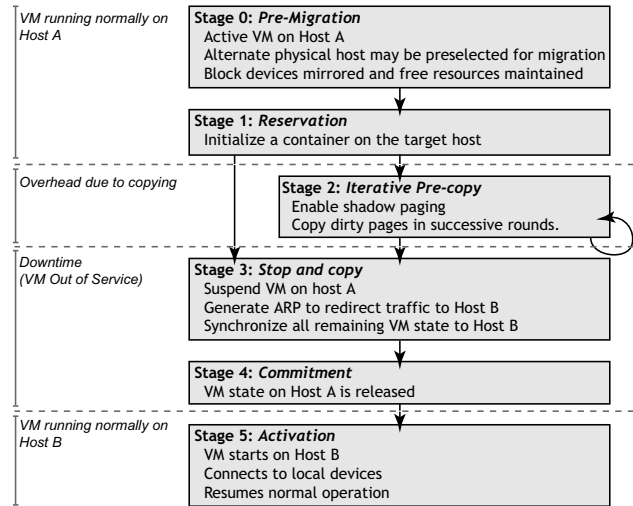 VM running normally on
Host A
Stage 0: Pre-Migration
Active VM on Host A
Alternate physical host may be preselected for migration
Block devices mirrored and free resources maintained
Stage 1: Reservation
Initialize a container on the target host
Overhead due to copying
Stage 2: Iterative Pre-copy
Enable shadow paging
Copy dirty pages in successive rounds.
Downtime
(VM Out of Service)
Stage 3: Stop and copy
Suspend VM on host A
Generate ARP to redirect traffic to Host B
Synchronize all remaining VM state to Host B
Stage 4: Commitment
VM state on Host A is released
VM running normally on
Host B
Stage 5: Activation
VM starts on Host B
Connects to local devices
Resumes normal operation